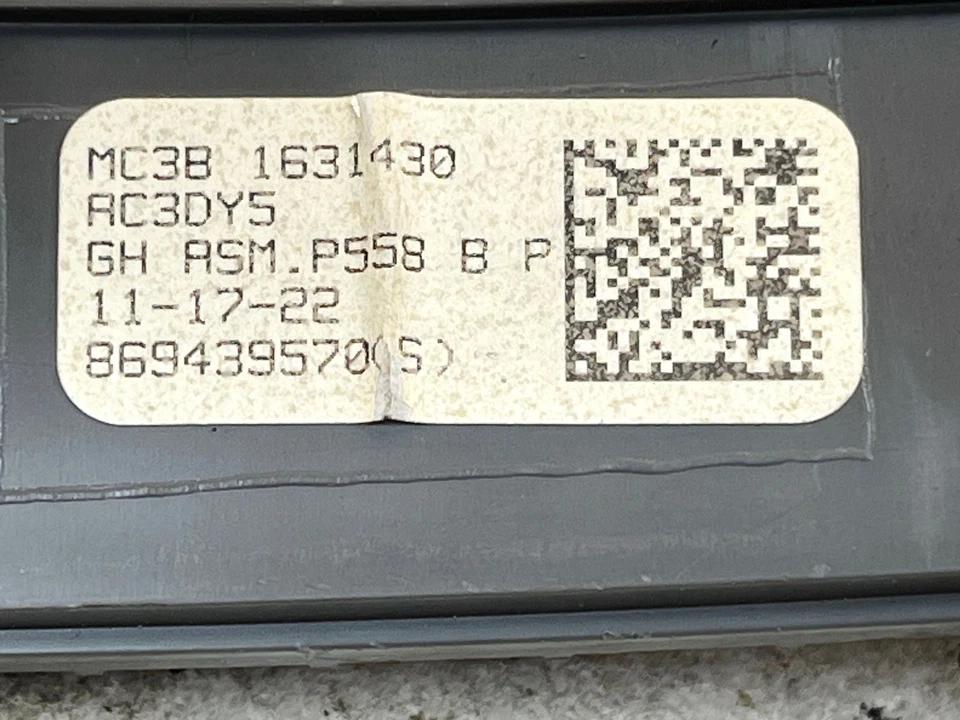 MC3B 1631430
AC3DY5
GH ASM.P558 B P
11-17-22
869439570(S)